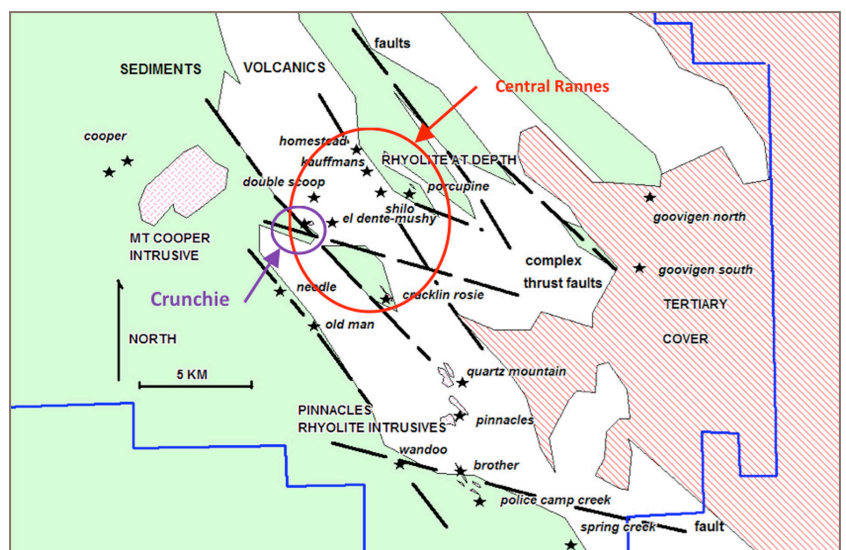 faults
SEDIMENTS
VOLCANICS
Central Rannes
cooper
homestead
kauffmans
RHYOLITE AT DEPTH
double scoop
porcupine
shilo
goovigen north
el dente-mushy
MT COOPER
INTRUSIVE
complex
thrust faults
goovigen south
Crunchie
needle
cracklin rosie
TERTIARY
COVER
NORTH
old man
5 KM
quartz mountain
PINNACLES
RHYOLITE INTRUSIVES
pinnacles
wandoo
brother
police camp creek
spring creek
fault